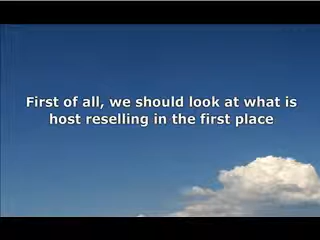 First of all, we should look at what is
host reselling in the first place